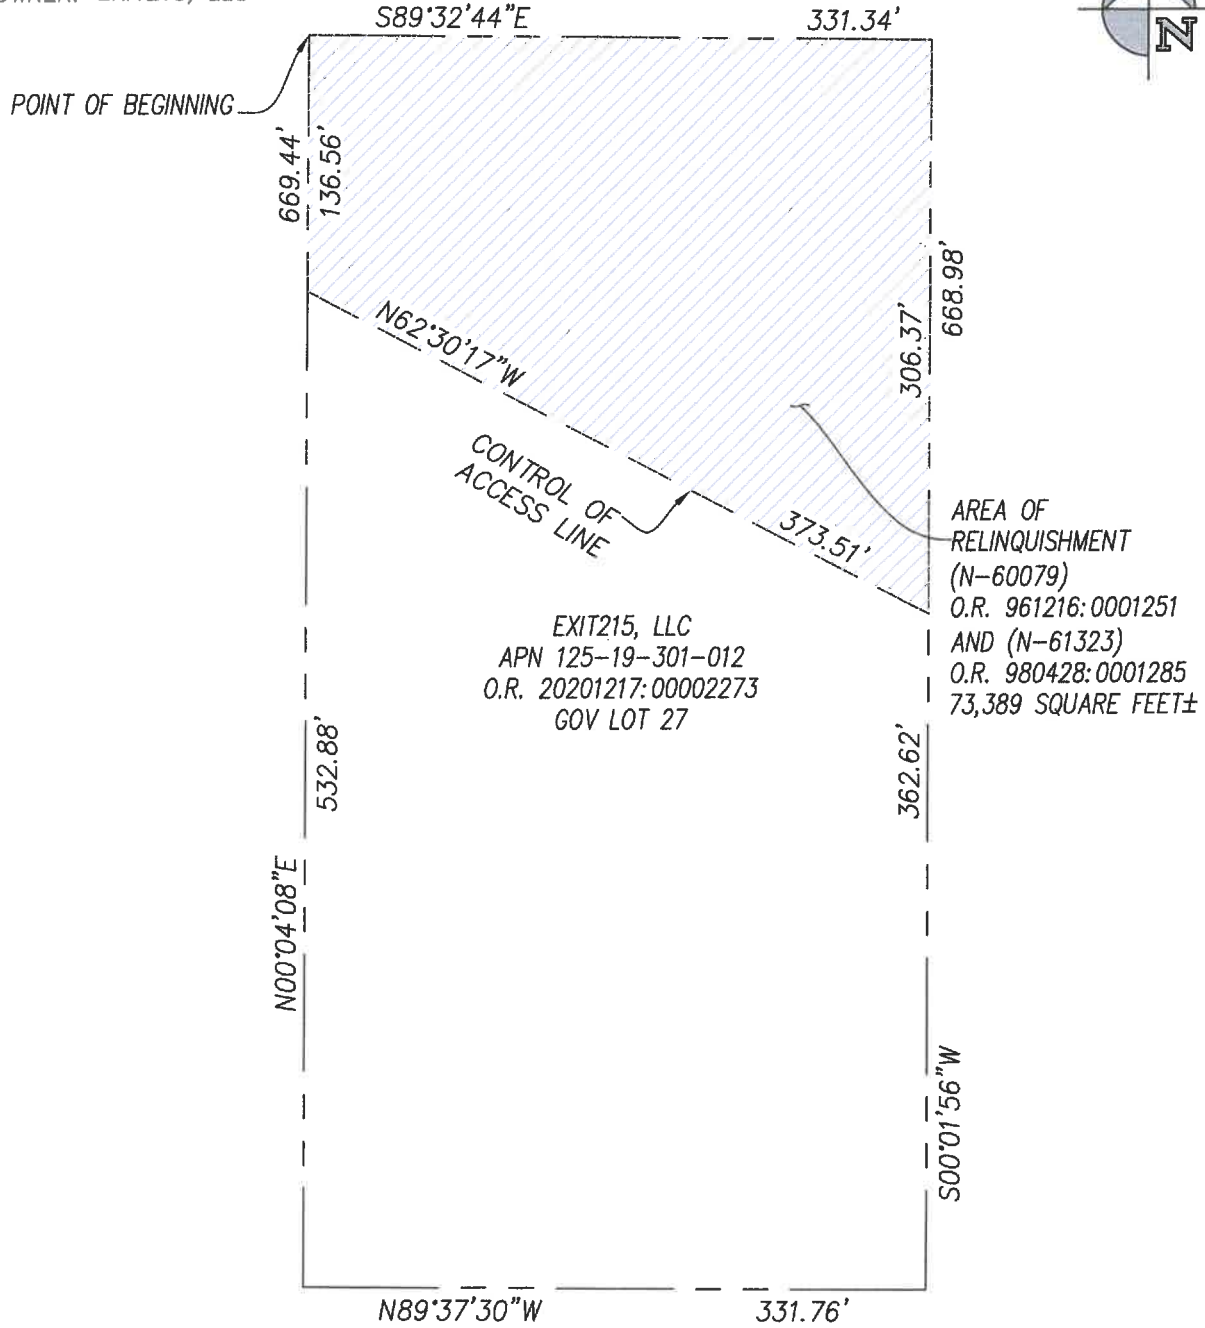 S89°32'44"E
331.34'
N
POINT OF BEGINNING
669.44'
136.56'
668.98'
306.37'
N62°30'17"W
CONTROL OF
ACCESS LINE
373.51'
AREA OF
RELINQUISHMENT
(N-60079)
O.R. 961216:0001251
AND (N-61323)
O.R. 980428:0001285
73,389 SQUARE FEET±
EXIT215, LLC
APN 125-19-301-012
O.R. 20201217:00002273
GOV LOT 27
532.88'
362.62'
N00°04'08"E
S00°01'56"W
N89°37'30"W
331.76'